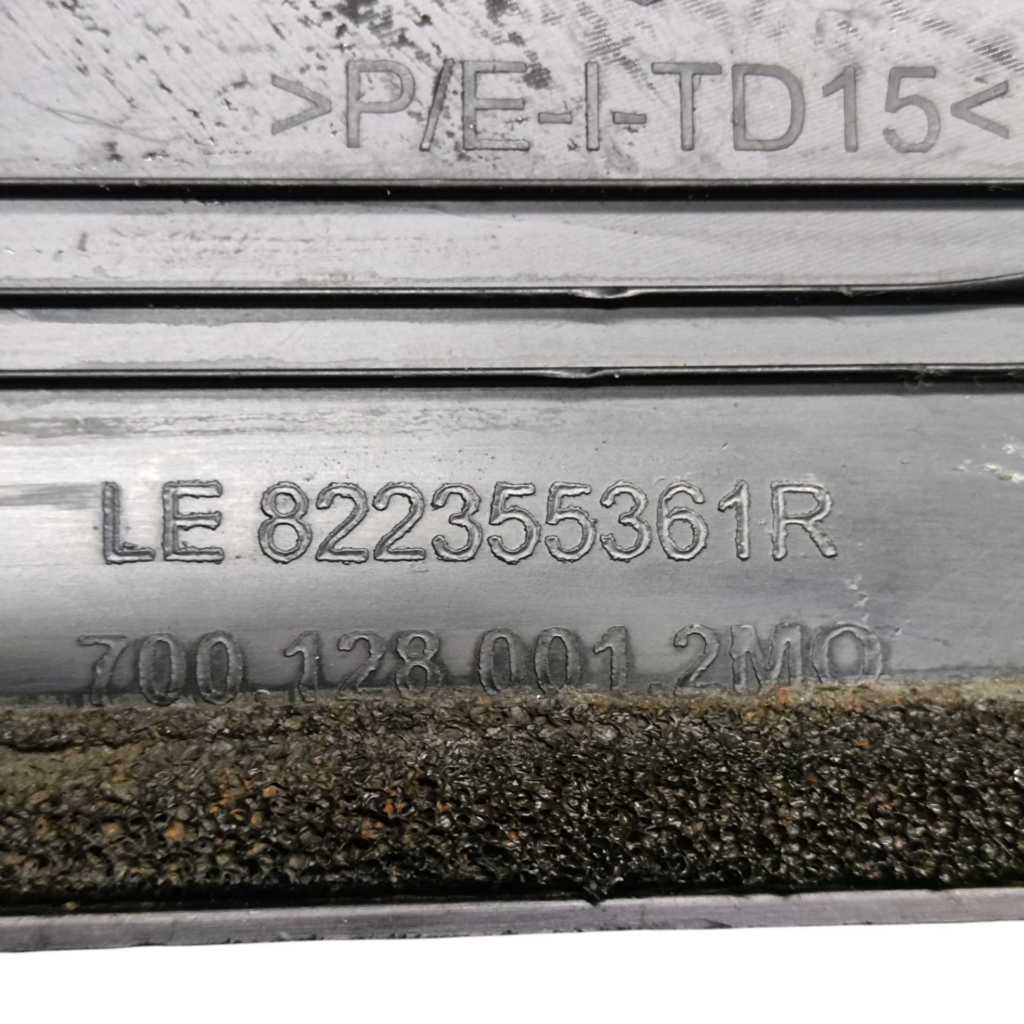 >P/E-I-TD15<
LE 822355361R
700 128 001.2MO